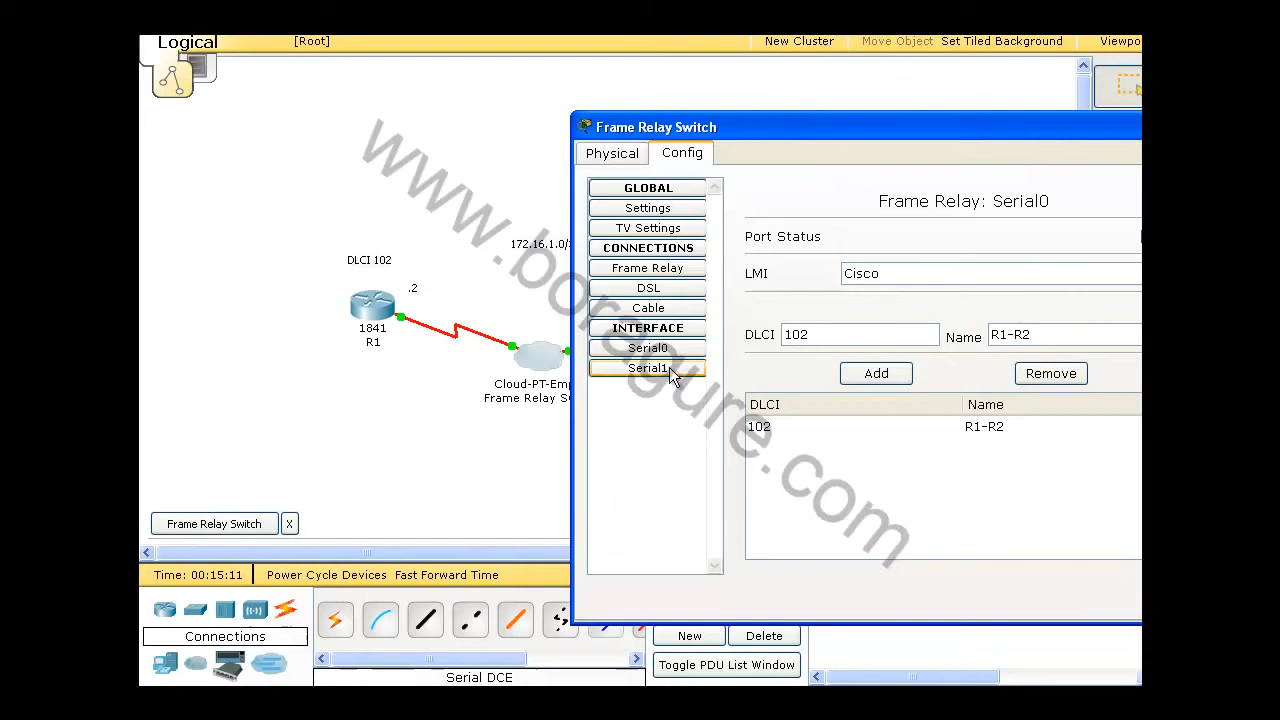 Logical
[Root]
New Cluster
Move Object
Set Tiled Background
Frame Relay Switch
Physical
Config
GLOBAL
Settings
TV Settings
CONNECTIONS
Frame Relay
DSL
Cable
INTERFACE
Serial0
Serial1
Frame Relay: Serial0
Port Status
LMI
Cisco
DLCI
102
Name
R1-R2
Add
Remove
DLCI
Name
102
R1-R2
172.16.1.0/
DLCI 102
.2
1841
R1
Cloud-PT-Em
Frame Relay S
www.boragure.com
Frame Relay Switch
X
Time: 00:15:11
Power Cycle Devices
Fast Forward Time
Connections
Serial DCE
New
Delete
Toggle PDU List Window